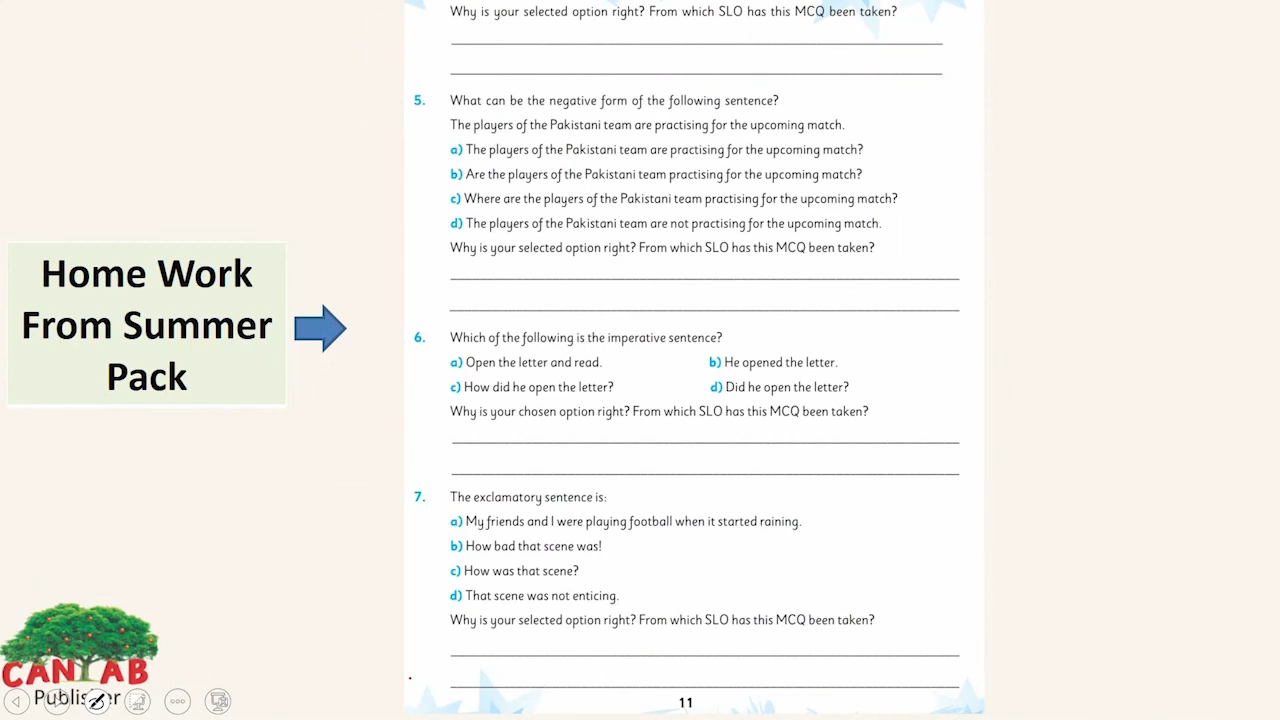 Why is your selected option right? From which SLO has this MCQ been taken?
5. What can be the negative form of the following sentence?
The players of the Pakistani team are practising for the upcoming match.
a) The players of the Pakistani team are practising for the upcoming match?
b) Are the players of the Pakistani team practising for the upcoming match?
c) Where are the players of the Pakistani team practising for the upcoming match?
d) The players of the Pakistani team are not practising for the upcoming match.
Why is your selected option right? From which SLO has this MCQ been taken?
Home Work
From Summer
Pack
6. Which of the following is the imperative sentence?
a) Open the letter and read. b) He opened the letter.
c) How did he open the letter? d) Did he open the letter?
Why is your chosen option right? From which SLO has this MCQ been taken?
7. The exclamatory sentence is:
a) My friends and I were playing football when it started raining.
b) How bad that scene was!
c) How was that scene?
d) That scene was not enticing.
Why is your selected option right? From which SLO has this MCQ been taken?
CANTAB
Publisher
11